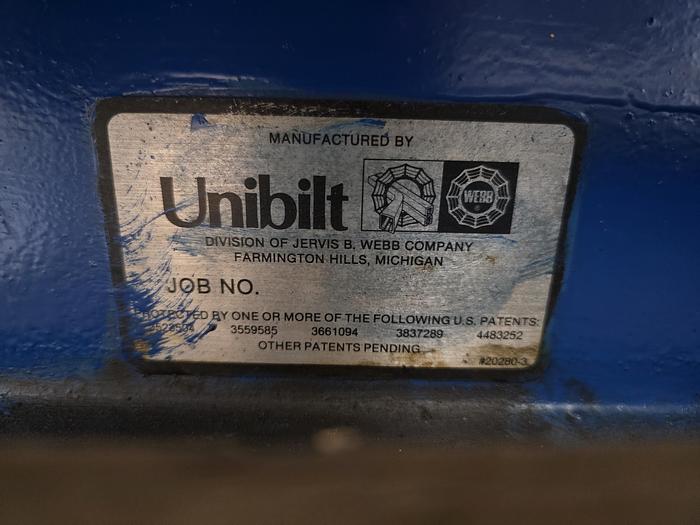 MANUFACTURED BY
Unibilt
WEBB
®
DIVISION OF JERVIS B. WEBB COMPANY
FARMINGTON HILLS, MICHIGAN
JOB NO.
PROTECTED BY ONE OR MORE OF THE FOLLOWING U.S. PATENTS:
3559585 3661094 3837289 4483252
OTHER PATENTS PENDING
#20280-3